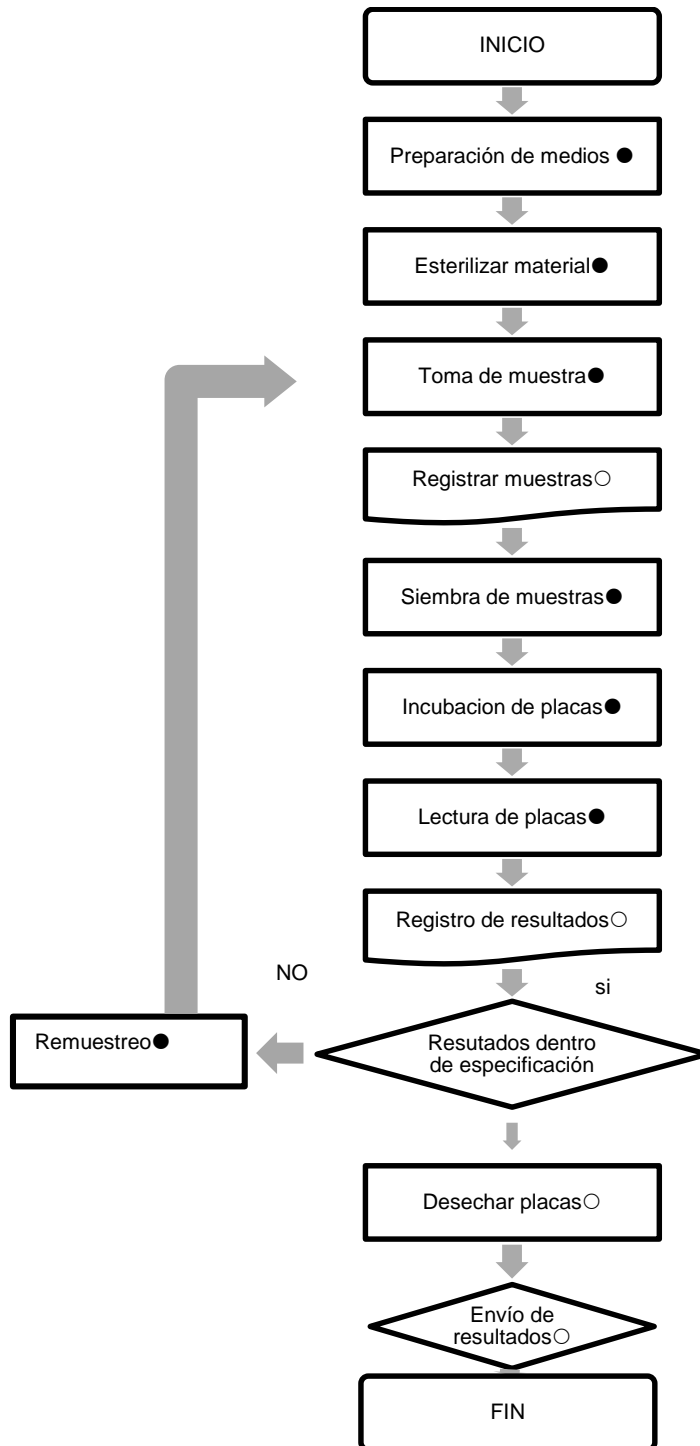 INICIO
Preparación de medios ●
Esterilizar material●
Toma de muestra●
Registrar muestras○
Siembra de muestras●
Incubacion de placas●
Lectura de placas●
Registro de resultados○
NO
si
Remuestreo●
Resutados dentro
de especificación
Desechar placas○
Envío de
resultados○
FIN